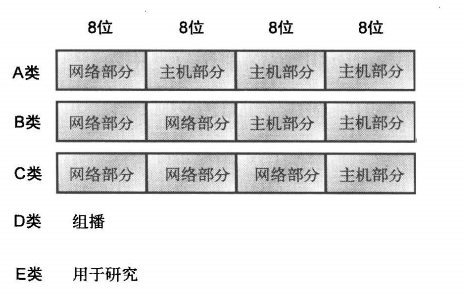 8位 8位 8位 8位
A类 网络部分 主机部分 主机部分 主机部分
B类 网络部分 网络部分 主机部分 主机部分
C类 网络部分 网络部分 网络部分 主机部分
D类 组播
E类 用于研究